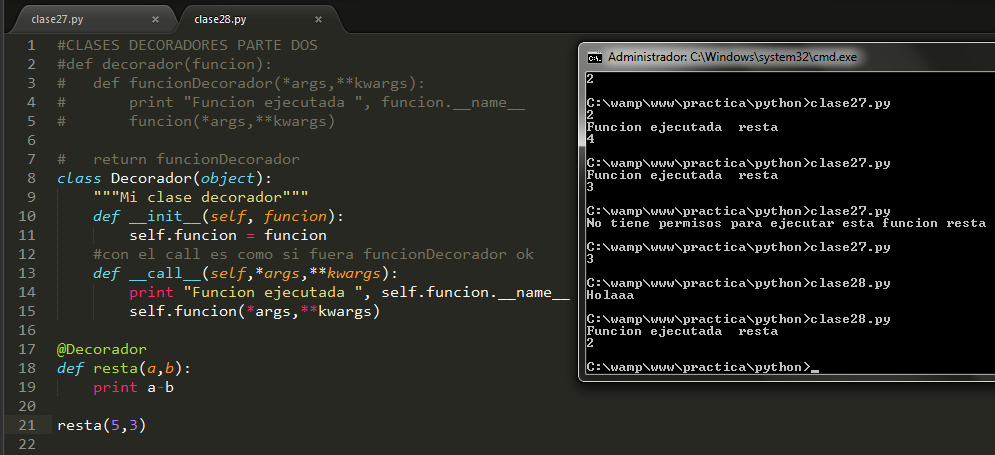 clase27.py × clase28.py ×
1 #CLASES DECORADORES PARTE DOS
2 #def decorador(funcion):
3 #   def funcionDecorador(*args,**kwargs):
4 #       print "Funcion ejecutada ", funcion.__name__
5 #       funcion(*args,**kwargs)
6
7 #   return funcionDecorador
8 class Decorador(object):
9     """Mi clase decorador"""
10     def __init__(self, funcion):
11         self.funcion = funcion
12     #con el call es como si fuera funcionDecorador ok
13     def __call__(self,*args,**kwargs):
14         print "Funcion ejecutada ", self.funcion.__name__
15         self.funcion(*args,**kwargs)
16
17 @Decorador
18 def resta(a,b):
19     print a-b
20
21 resta(5,3)
22
Administrador: C:\Windows\system32\cmd.exe
2
C:\wamp\www\practica\python>clase27.py
2
Funcion ejecutada  resta
4
C:\wamp\www\practica\python>clase27.py
Funcion ejecutada  resta
3
C:\wamp\www\practica\python>clase27.py
No tiene permisos para ejecutar esta funcion resta
C:\wamp\www\practica\python>clase27.py
3
C:\wamp\www\practica\python>clase28.py
Holaaa
C:\wamp\www\practica\python>clase28.py
Funcion ejecutada  resta
2
C:\wamp\www\practica\python>_